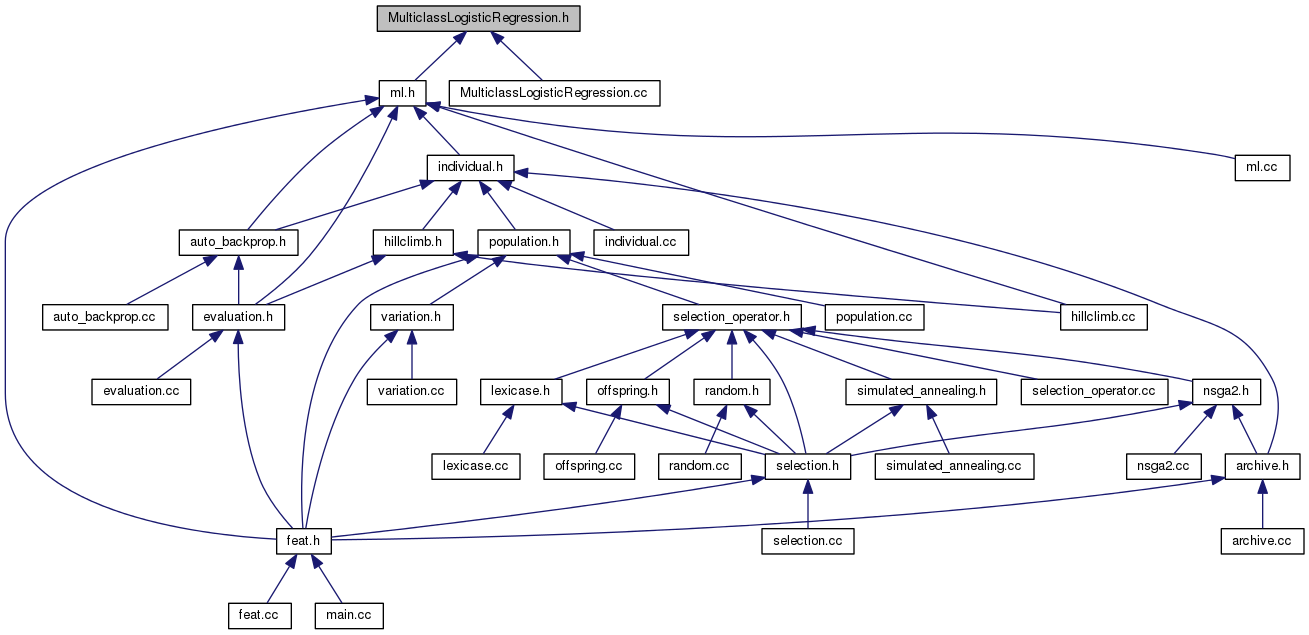 MulticlassLogisticRegression.h
ml.h
MulticlassLogisticRegression.cc
individual.h
ml.cc
auto_backprop.h
hillclimb.h
population.h
individual.cc
auto_backprop.cc
evaluation.h
variation.h
selection_operator.h
population.cc
hillclimb.cc
evaluation.cc
variation.cc
lexicase.h
offspring.h
random.h
simulated_annealing.h
selection_operator.cc
nsga2.h
lexicase.cc
offspring.cc
random.cc
selection.h
simulated_annealing.cc
nsga2.cc
archive.h
feat.h
selection.cc
archive.cc
feat.cc
main.cc